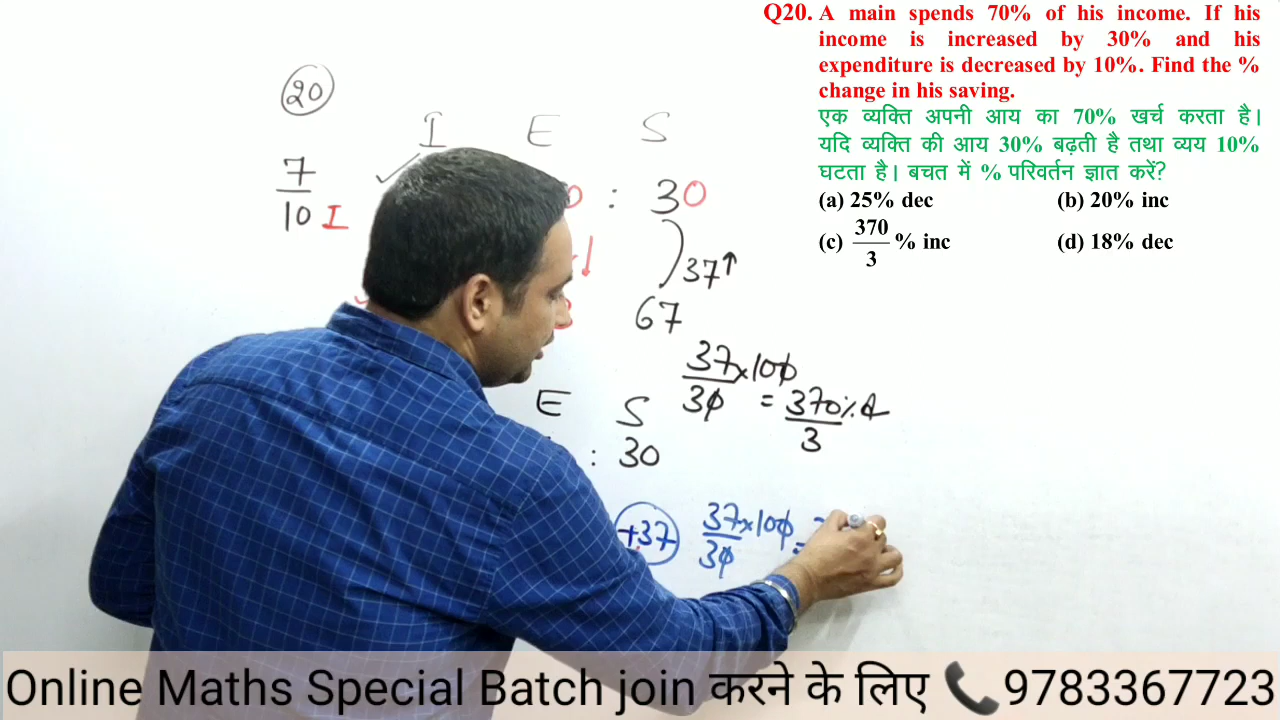 Q20. A main spends 70% of his income. If his
income is increased by 30% and his
expenditure is decreased by 10%. Find the %
change in his saving.
एक व्यक्ति अपनी आय का 70% खर्च करता है।
यदि व्यक्ति की आय 30% बढ़ती है तथा व्यय 10%
घटता है। बचत में % परिवर्तन ज्ञात करें?
(a) 25% dec (b) 20% inc
(c) 370/3 % inc (d) 18% dec
20
I E S
7/10 I
: 30
37↑
67
37/30 x 100 = 370/3 %
E S
: 30
+37 37/30 x 100 =
Online Maths Special Batch join करने के लिए 📞9783367723